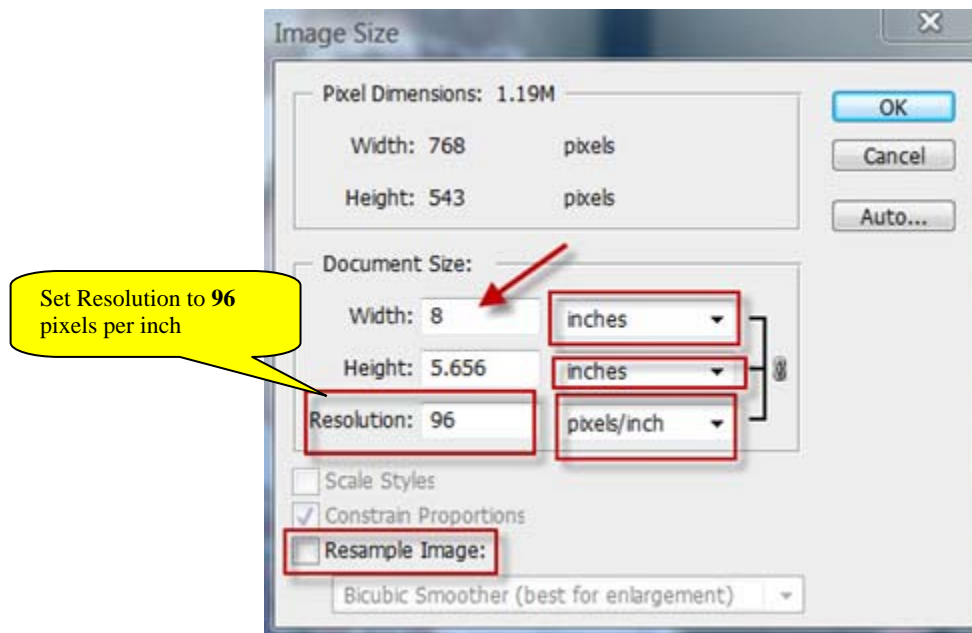 Image Size
Pixel Dimensions: 1.19M
Width: 768 pixels
Height: 543 pixels
OK
Cancel
Auto...
Document Size:
Width: 8 inches
Height: 5.656 inches
Resolution: 96 pixels/inch
Set Resolution to 96
pixels per inch
Scale Styles
Constrain Proportions
Resample Image:
Bicubic Smoother (best for enlargement)